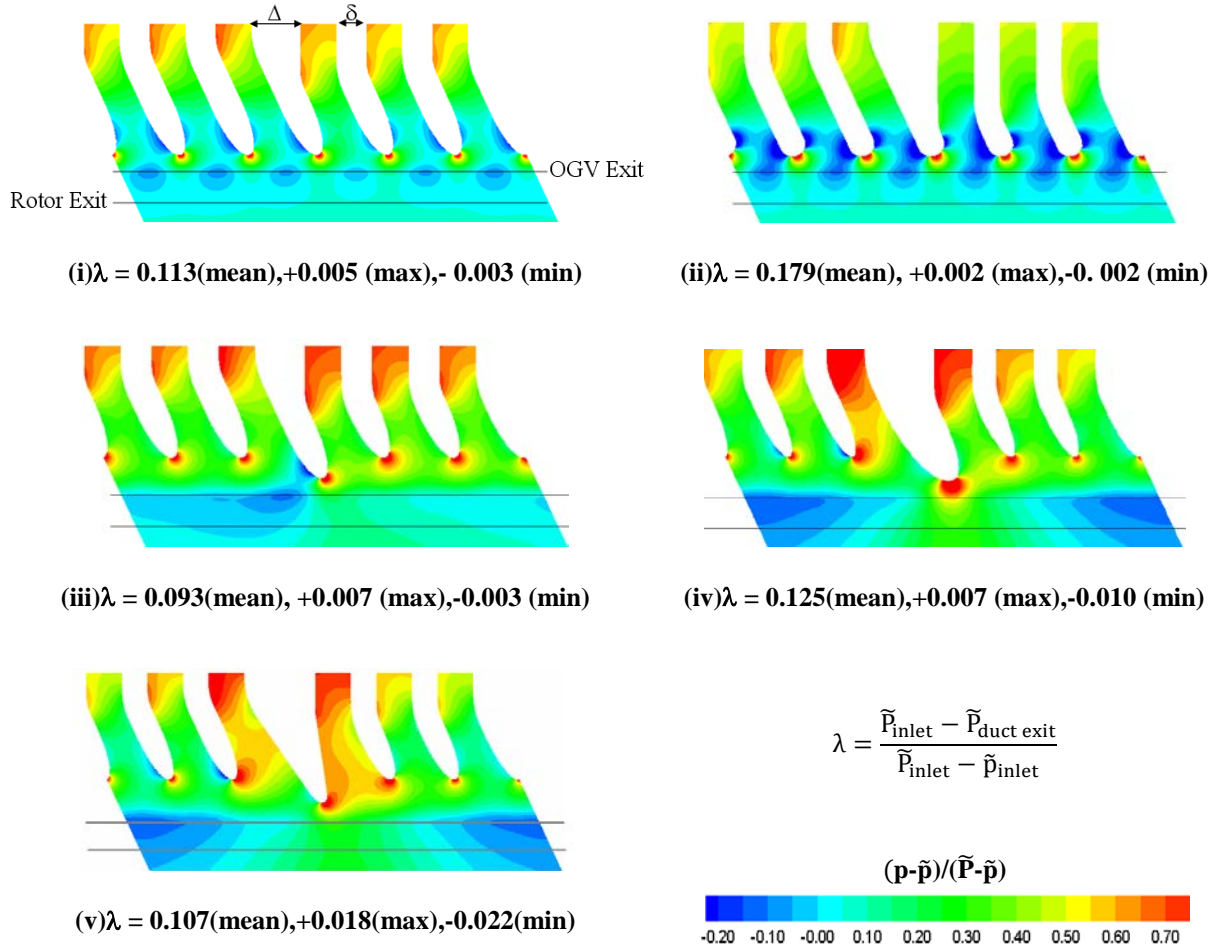 Δ δ
OGV Exit
Rotor Exit
(i)λ = 0.113(mean),+0.005 (max),- 0.003 (min)
(ii)λ = 0.179(mean), +0.002 (max),-0. 002 (min)
(iii)λ = 0.093(mean), +0.007 (max),-0.003 (min)
(iv)λ = 0.125(mean),+0.007 (max),-0.010 (min)
λ = (P̃inlet − P̃duct exit) / (P̃inlet − p̃inlet)
(p-p̃)/(P̃-p̃)
(v)λ = 0.107(mean),+0.018(max),-0.022(min)
-0.20 -0.10 -0.00 0.10 0.20 0.30 0.40 0.50 0.60 0.70